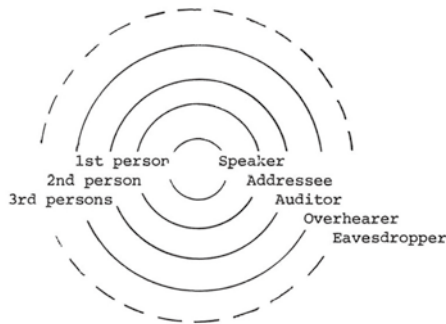 1st person Speaker
2nd person Addressee
3rd persons Auditor
Overhearer
Eavesdropper